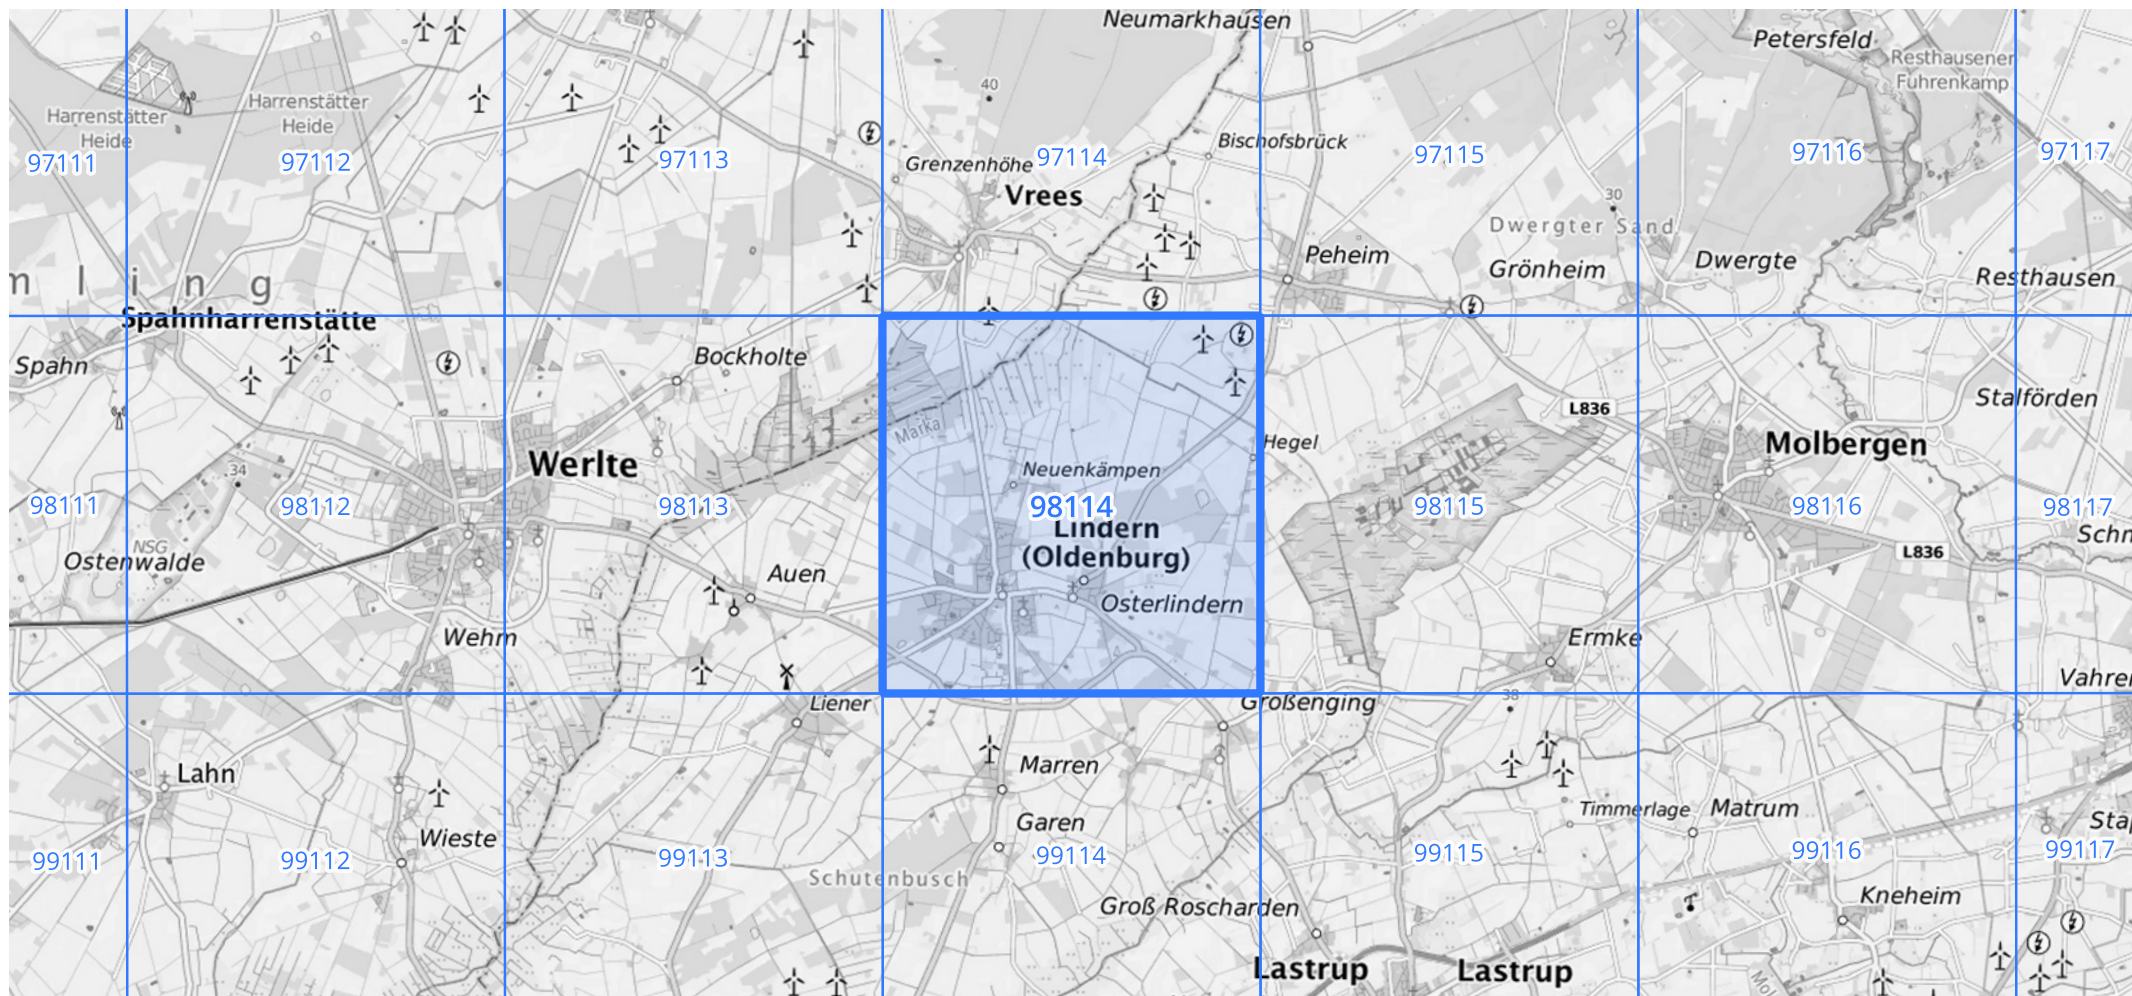 Neumarkhausen
Petersfeld
Resthausener
Fuhrenkamp
40
Harrenstätter
Heide
Harrenstätter
Heide
Bischofsbrück
97111
97112
97113
Grenzenhöhe
97114
97115
97116
97117
Vrees
30
Dwergter Sand
Peheim
Grönheim
Dwergte
Resthausen
m l i n g
Spahnharrenstätte
Spahn
Bockholte
L836
Stalförden
Marka
Hegel
Molbergen
34
Werlte
Neuenkämpen
98111
98112
98113
98114
98115
98116
98117
Lindern
(Oldenburg)
NSG
Ostenwalde
Schn
L836
Auen
Osterlindern
Wehm
Ermke
Vahren
38
Liener
Großenging
Lahn
Marren
Timmerlage
Matrum
Garen
Stap
Wieste
99111
99112
99113
99114
99115
99116
99117
Schutenbusch
Kneheim
Groß Roscharden
Lastrup
Lastrup
Mol